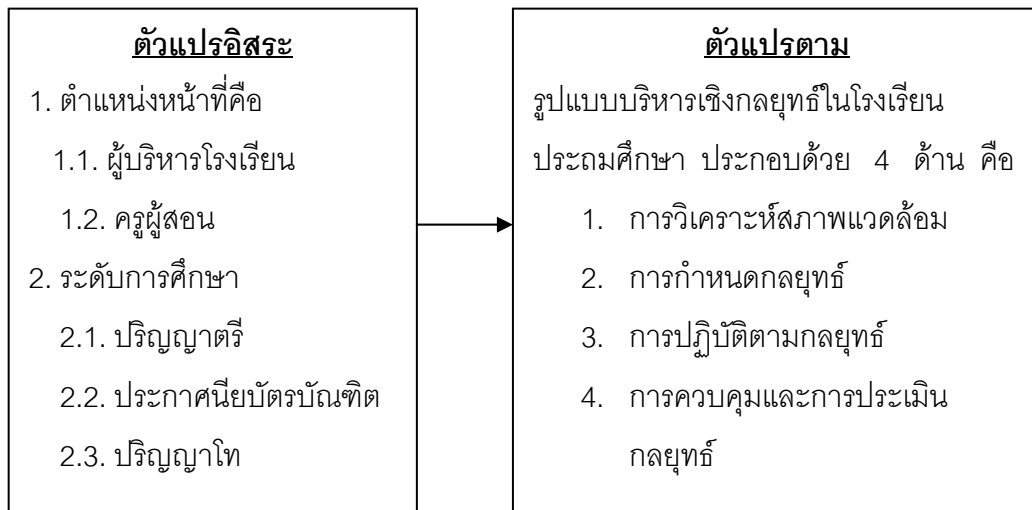 ตัวแปรอิสระ
1. ตำแหน่งหน้าที่คือ
1.1. ผู้บริหารโรงเรียน
1.2. ครูผู้สอน
2. ระดับการศึกษา
2.1. ปริญญาตรี
2.2. ประกาศนียบัตรบัณฑิต
2.3. ปริญญาโท
ตัวแปรตาม
รูปแบบบริหารเชิงกลยุทธ์ในโรงเรียน
ประถมศึกษา ประกอบด้วย 4 ด้าน คือ
1. การวิเคราะห์สภาพแวดล้อม
2. การกำหนดกลยุทธ์
3. การปฏิบัติตามกลยุทธ์
4. การควบคุมและการประเมิน
กลยุทธ์